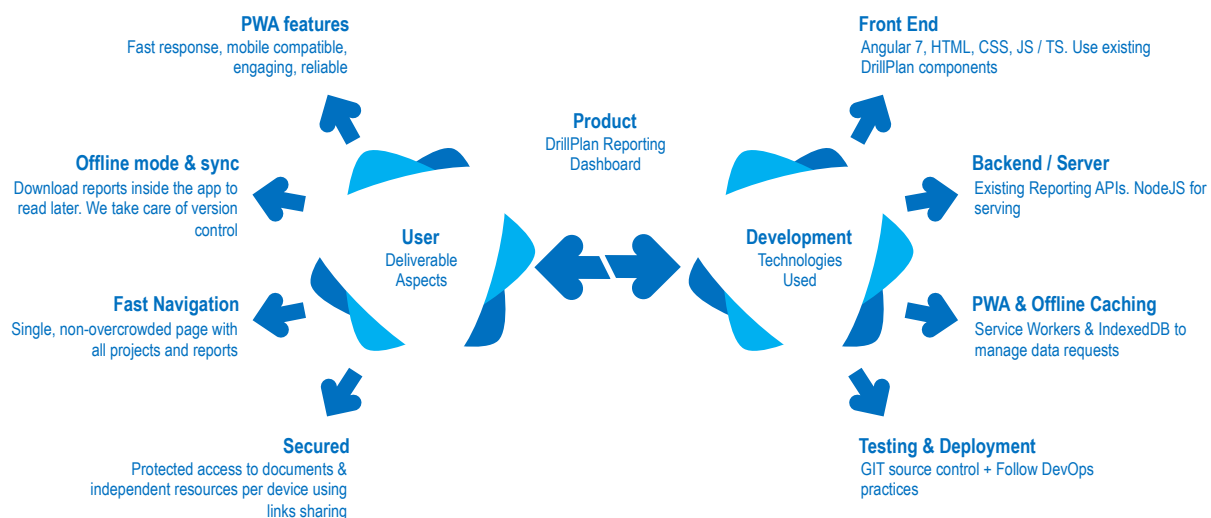 PWA features
Fast response, mobile compatible,
engaging, reliable
Offline mode & sync
Download reports inside the app to
read later. We take care of version
control
Fast Navigation
Single, non-overcrowded page with
all projects and reports
Secured
Protected access to documents &
independent resources per device using
links sharing
User
Deliverable
Aspects
Product
DrillPlan Reporting
Dashboard
Development
Technologies
Used
Front End
Angular 7, HTML, CSS, JS / TS. Use existing
DrillPlan components
Backend / Server
Existing Reporting APIs. NodeJS for
serving
PWA & Offline Caching
Service Workers & IndexedDB to
manage data requests
Testing & Deployment
GIT source control + Follow DevOps
practices